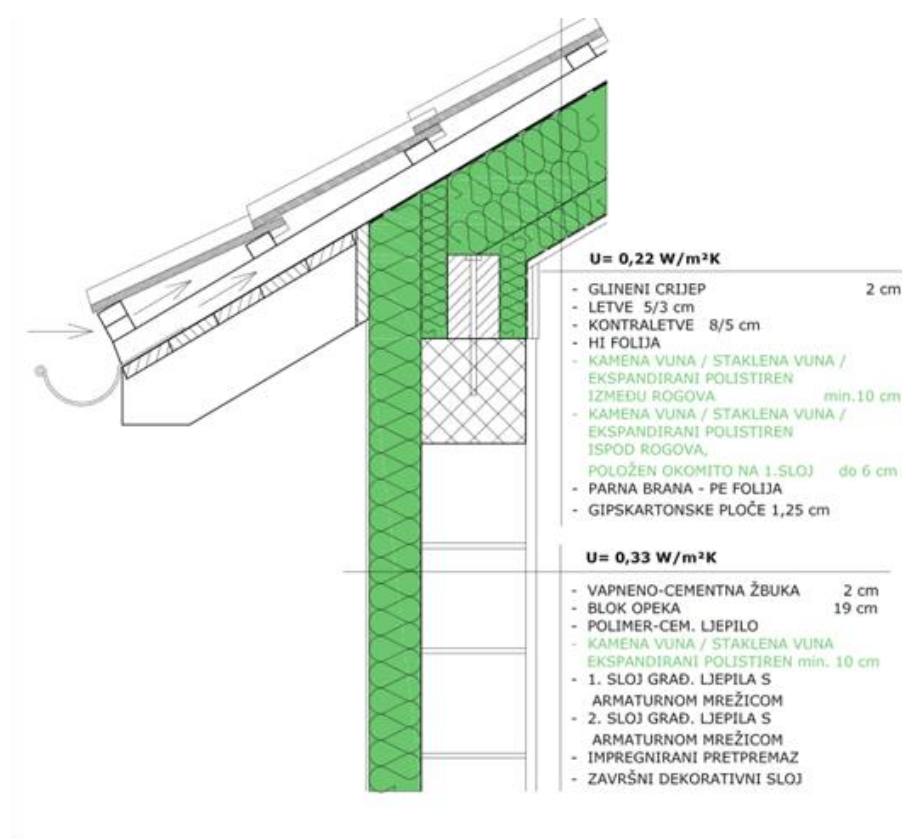 U= 0,22 W/m²K
- GLINENI CRIJEP 2 cm
- LETVE 5/3 cm
- KONTRALETVE 8/5 cm
- HI FOLIJA
- KAMENA VUNA / STAKLENA VUNA /
EKSPANDIRANI POLISTIREN
IZMEĐU ROGOVA min.10 cm
- KAMENA VUNA / STAKLENA VUNA /
EKSPANDIRANI POLISTIREN
ISPOD ROGOVA,
POLOŽEN OKOMITO NA 1.SLOJ do 6 cm
- PARNA BRANA - PE FOLIJA
- GIPSKARTONSKE PLOČE 1,25 cm
U= 0,33 W/m²K
- VAPNENO-CEMENTNA ŽBUKA 2 cm
- BLOK OPEKA 19 cm
- POLIMER-CEM. LJEPILO
- KAMENA VUNA / STAKLENA VUNA
EKSPANDIRANI POLISTIREN min. 10 cm
- 1. SLOJ GRAĐ. LJEPILA S
ARMATURNOM MREŽICOM
- 2. SLOJ GRAĐ. LJEPILA S
ARMATURNOM MREŽICOM
- IMPREGNIRANI PRETPREMAZ
- ZAVRŠNI DEKORATIVNI SLOJ